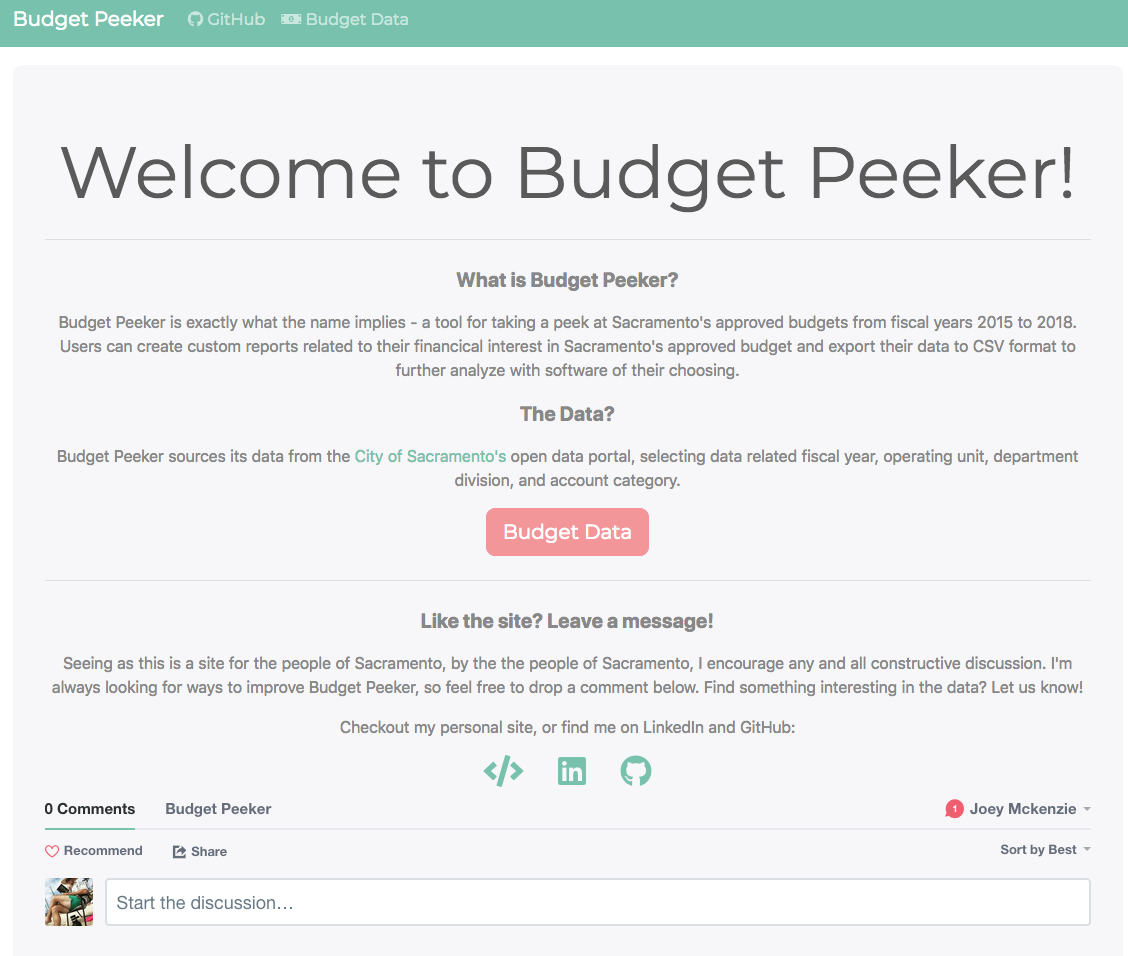 Budget Peeker GitHub Budget Data
Welcome to Budget Peeker!
What is Budget Peeker?
Budget Peeker is exactly what the name implies - a tool for taking a peek at Sacramento's approved budgets from fiscal years 2015 to 2018.
Users can create custom reports related to their financical interest in Sacramento's approved budget and export their data to CSV format to
further analyze with software of their choosing.
The Data?
Budget Peeker sources its data from the City of Sacramento's open data portal, selecting data related fiscal year, operating unit, department
division, and account category.
Budget Data
Like the site? Leave a message!
Seeing as this is a site for the people of Sacramento, by the the people of Sacramento, I encourage any and all constructive discussion. I'm
always looking for ways to improve Budget Peeker, so feel free to drop a comment below. Find something interesting in the data? Let us know!
Checkout my personal site, or find me on LinkedIn and GitHub:
in
0 Comments Budget Peeker 1 Joey Mckenzie
Recommend Share Sort by Best
Start the discussion...